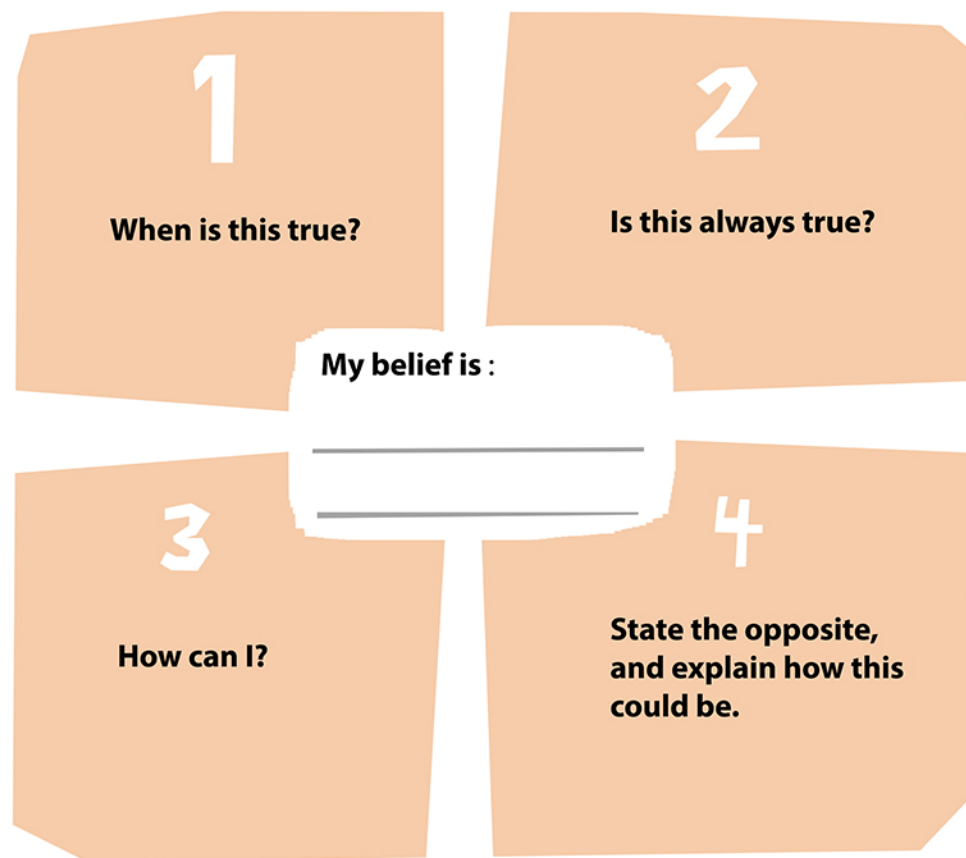 1
When is this true?
2
Is this always true?
My belief is :
3
How can I?
4
State the opposite,
and explain how this
could be.